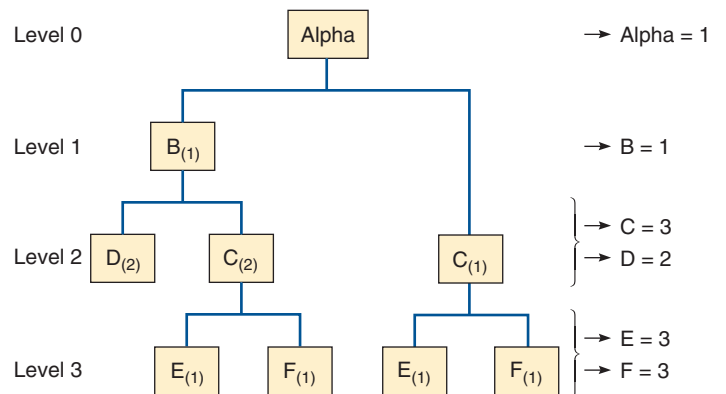 Level 0 Alpha → Alpha = 1
Level 1 B(1) → B = 1
→ C = 3
Level 2 D(2) C(2) C(1) → D = 2
→ E = 3
Level 3 E(1) F(1) E(1) F(1) → F = 3